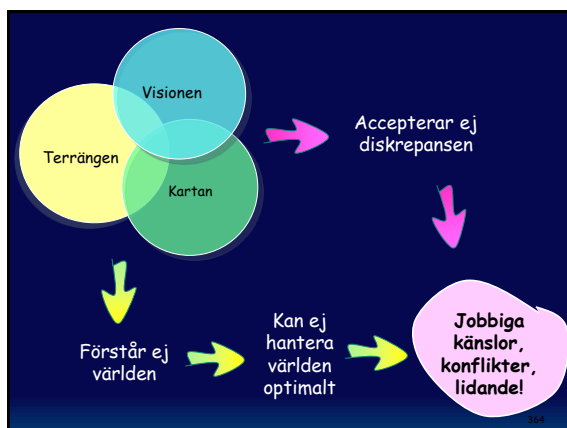 Visionen
Terrängen
Kartan
Accepterar ej
diskrepansen
Förstår ej
världen
Kan ej
hantera
världen
optimalt
Jobbiga
känslor,
konflikter,
lidande!
364